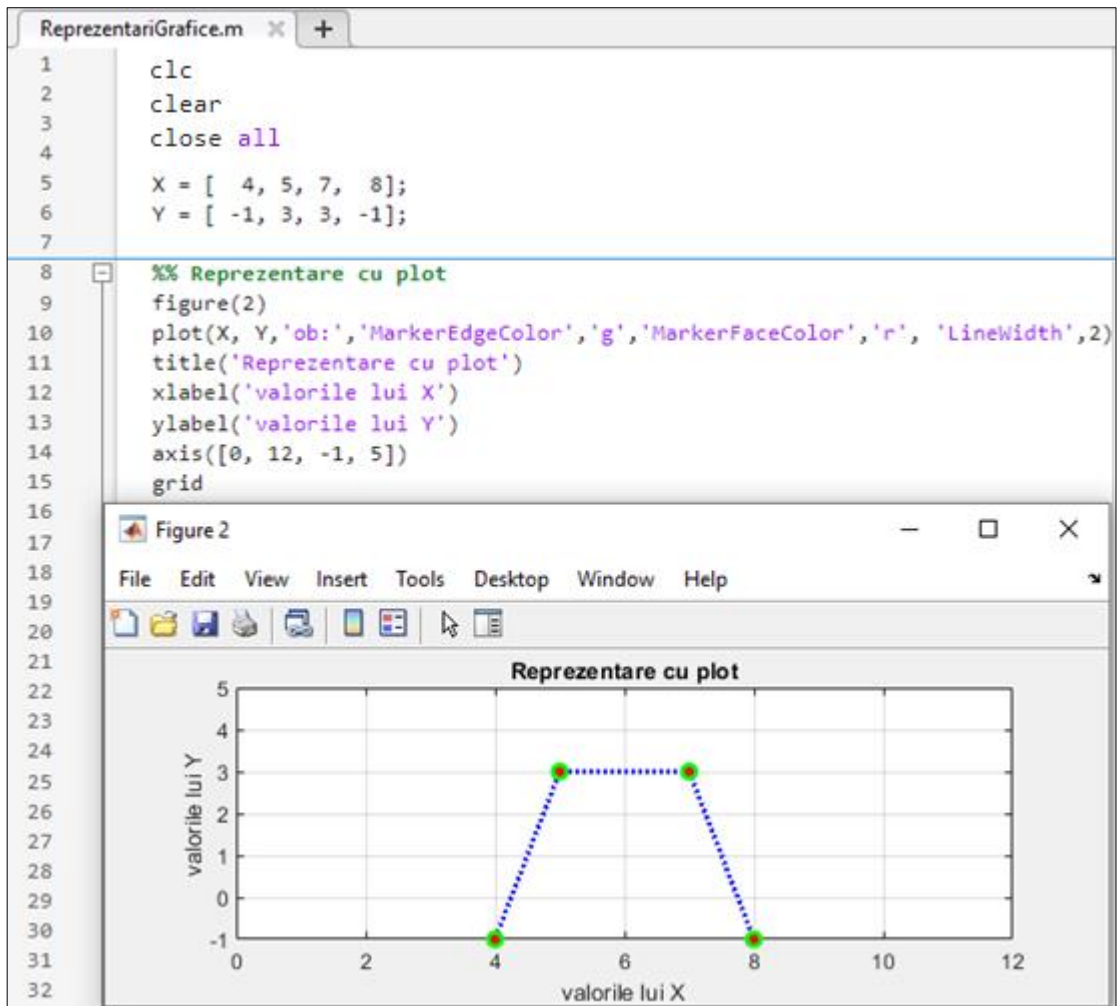 ReprezentariGrafice.m × +
1 clc
2 clear
3 close all
4
5 X = [ 4, 5, 7, 8];
6 Y = [ -1, 3, 3, -1];
7
8 %% Reprezentare cu plot
9 figure(2)
10 plot(X, Y,'ob:','MarkerEdgeColor','g','MarkerFaceColor','r', 'LineWidth',2)
11 title('Reprezentare cu plot')
12 xlabel('valorile lui X')
13 ylabel('valorile lui Y')
14 axis([0, 12, -1, 5])
15 grid
16
17
18
19
20
21
22
23
24
25
26
27
28
29
30
31
32
Figure 2
File Edit View Insert Tools Desktop Window Help
Reprezentare cu plot
5
4
3
2
1
0
-1
valorile lui Y
0 2 4 6 8 10 12
valorile lui X